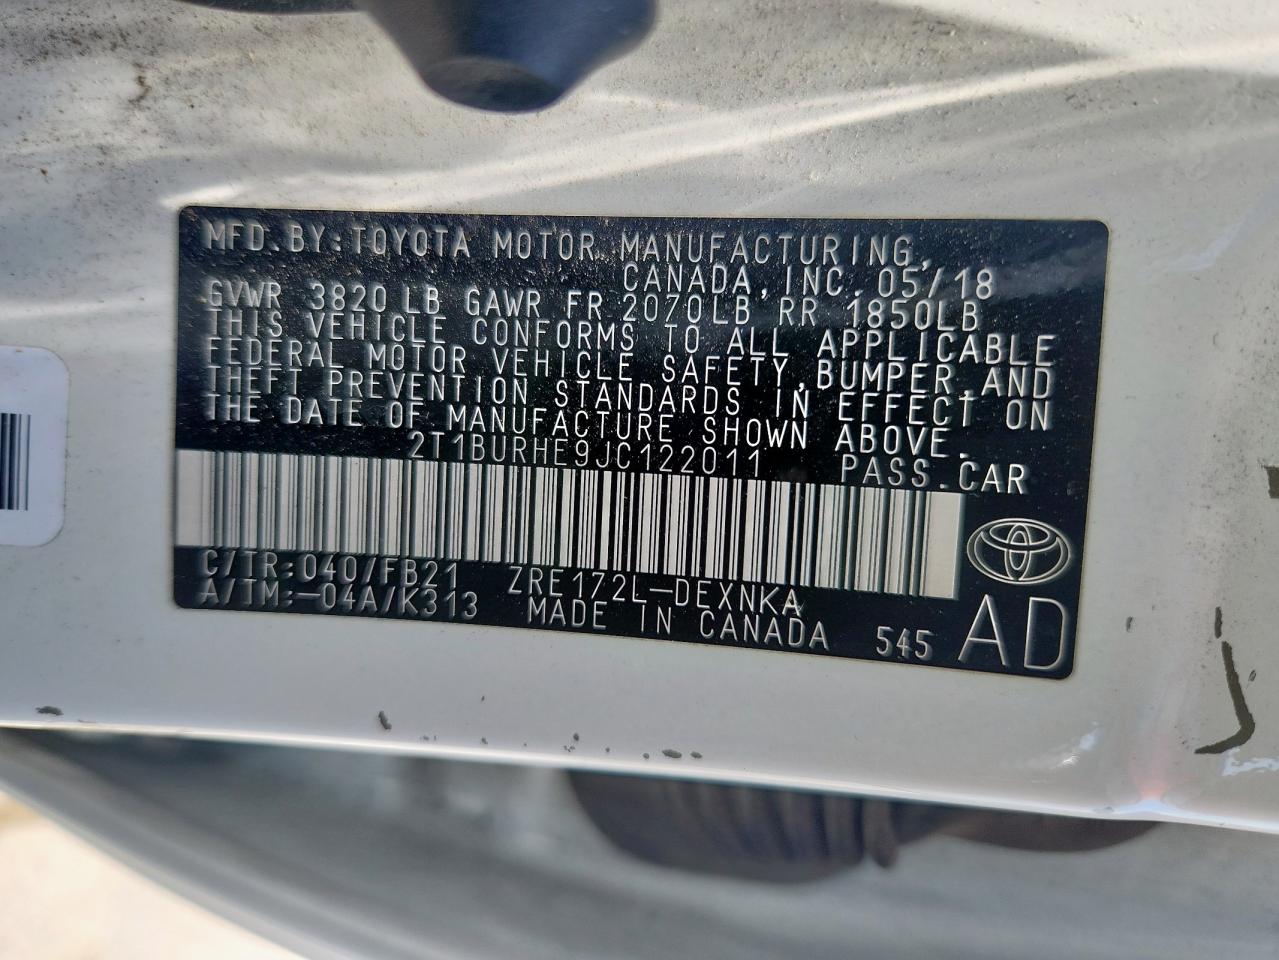 MFD.BY:TOYOTA MOTOR MANUFACTURING,
CANADA,INC. 05/18
GVWR 3820LB GAWR FR 2070LB RR 1850LB
THIS VEHICLE CONFORMS TO ALL APPLICABLE
FEDERAL MOTOR VEHICLE SAFETY,BUMPER,AND
THEFT PREVENTION STANDARDS IN EFFECT ON
THE DATE OF MANUFACTURE SHOWN ABOVE.
2T1BURHE9JC122011 PASS.CAR
C/TR:040/FB21 ZRE172L-DEXNKA
A/TM:-04A/K313 MADE IN CANADA 545 AD